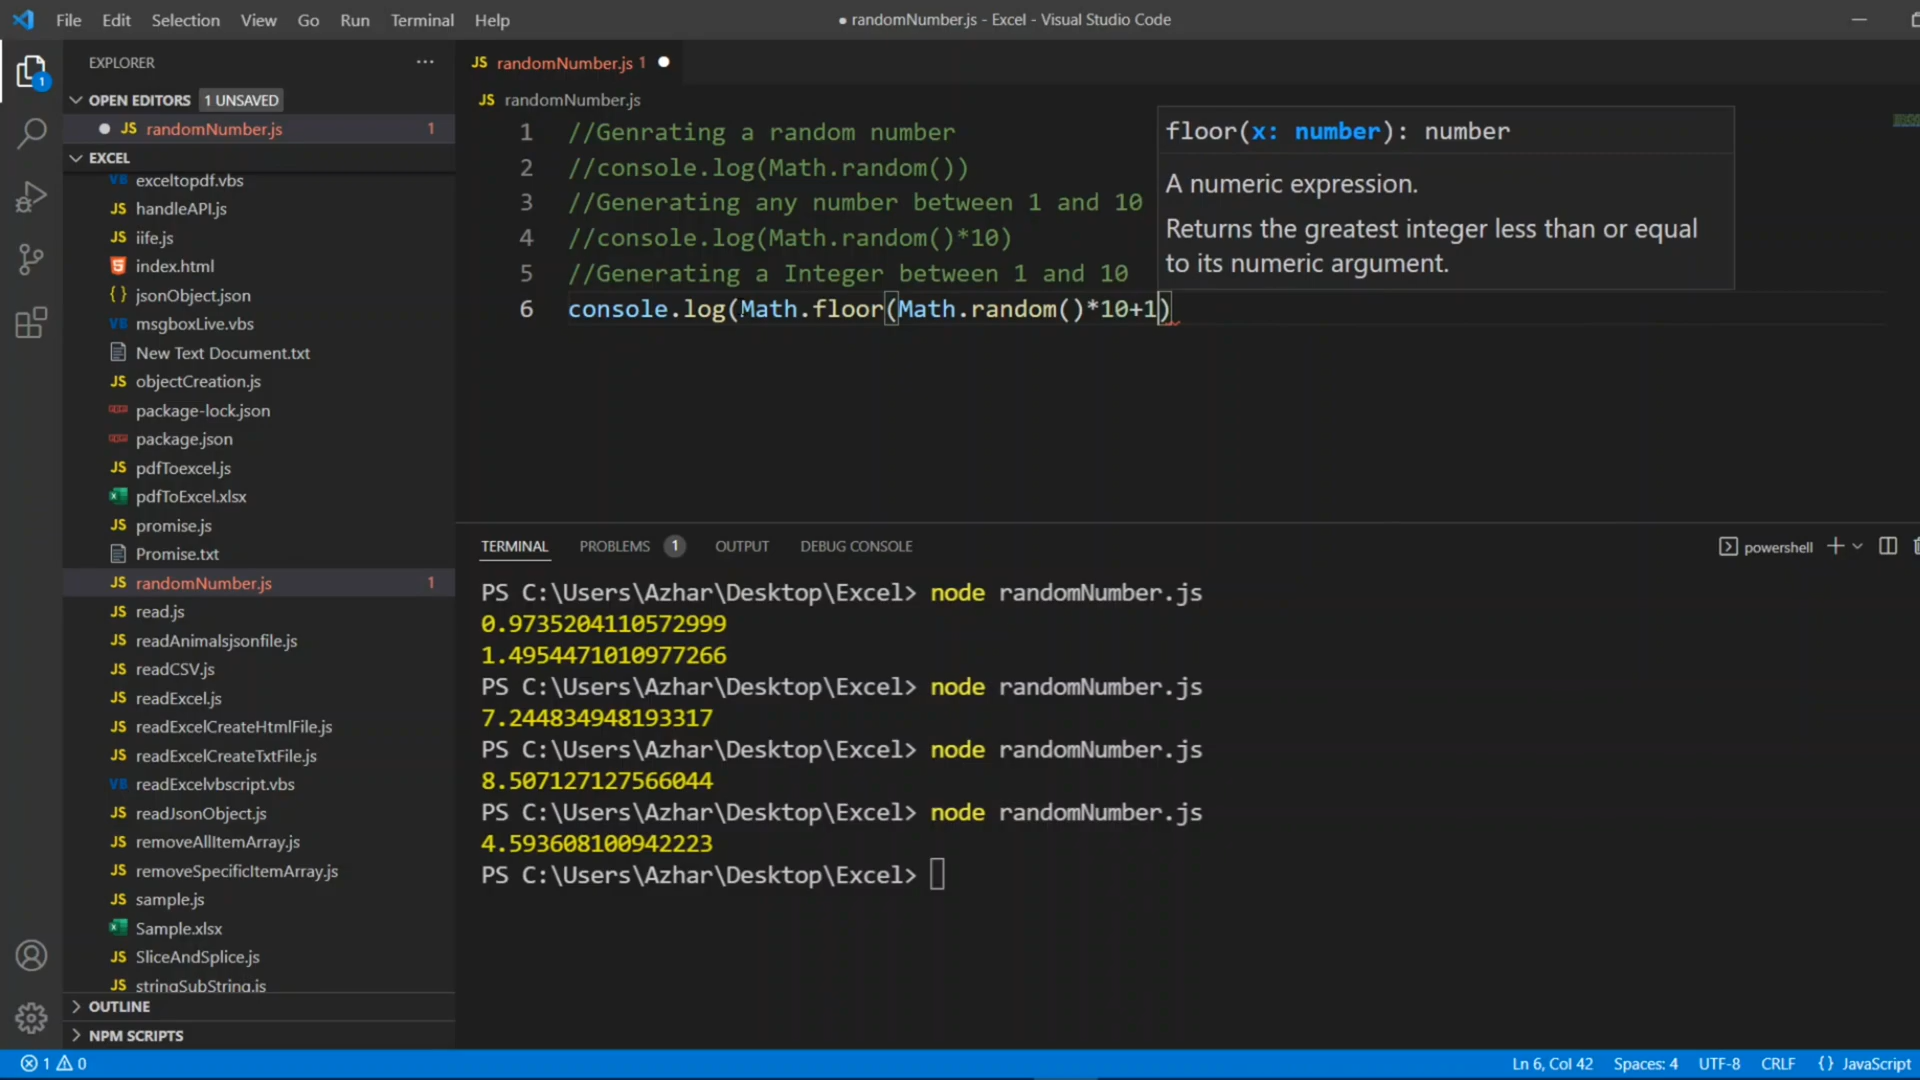 File Edit Selection View Go Run Terminal Help
● randomNumber.js - Excel - Visual Studio Code
EXPLORER
OPEN EDITORS 1 UNSAVED
JS randomNumber.js 1
EXCEL
VB exceltopdf.vbs
JS handleAPI.js
JS iife.js
index.html
{} jsonObject.json
VB msgboxLive.vbs
New Text Document.txt
JS objectCreation.js
package-lock.json
package.json
JS pdfToexcel.js
pdfToExcel.xlsx
JS promise.js
Promise.txt
JS randomNumber.js 1
JS read.js
JS readAnimalsjsonfile.js
JS readCSV.js
JS readExcel.js
JS readExcelCreateHtmlFile.js
JS readExcelCreateTxtFile.js
VB readExcelvbscript.vbs
JS readJsonObject.js
JS removeAllItemArray.js
JS removeSpecificItemArray.js
JS sample.js
Sample.xlsx
JS SliceAndSplice.js
JS stringSubString.js
OUTLINE
NPM SCRIPTS
JS randomNumber.js 1 ●
JS randomNumber.js
1 //Genrating a random number
2 //console.log(Math.random())
3 //Generating any number between 1 and 10
4 //console.log(Math.random()*10)
5 //Generating a Integer between 1 and 10
6 console.log(Math.floor(Math.random()*10+1)
floor(x: number): number
A numeric expression.
Returns the greatest integer less than or equal
to its numeric argument.
TERMINAL PROBLEMS 1 OUTPUT DEBUG CONSOLE
powershell
PS C:\Users\Azhar\Desktop\Excel> node randomNumber.js
0.9735204110572999
1.4954471010977266
PS C:\Users\Azhar\Desktop\Excel> node randomNumber.js
7.244834948193317
PS C:\Users\Azhar\Desktop\Excel> node randomNumber.js
8.507127127566044
PS C:\Users\Azhar\Desktop\Excel> node randomNumber.js
4.593608100942223
PS C:\Users\Azhar\Desktop\Excel>
1 0
Ln 6, Col 42 Spaces: 4 UTF-8 CRLF {} JavaScript